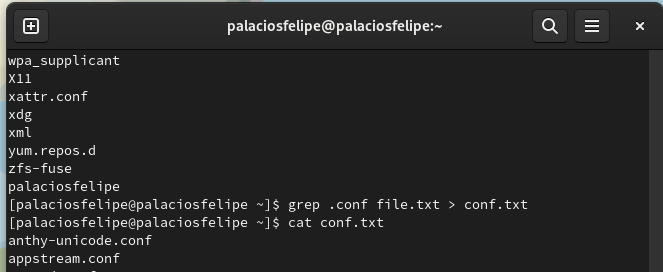 palaciosfelipe@palaciosfelipe:~
wpa_supplicant
X11
xattr.conf
xdg
xml
yum.repos.d
zfs-fuse
palaciosfelipe
[palaciosfelipe@palaciosfelipe ~]$ grep .conf file.txt > conf.txt
[palaciosfelipe@palaciosfelipe ~]$ cat conf.txt
anthy-unicode.conf
appstream.conf